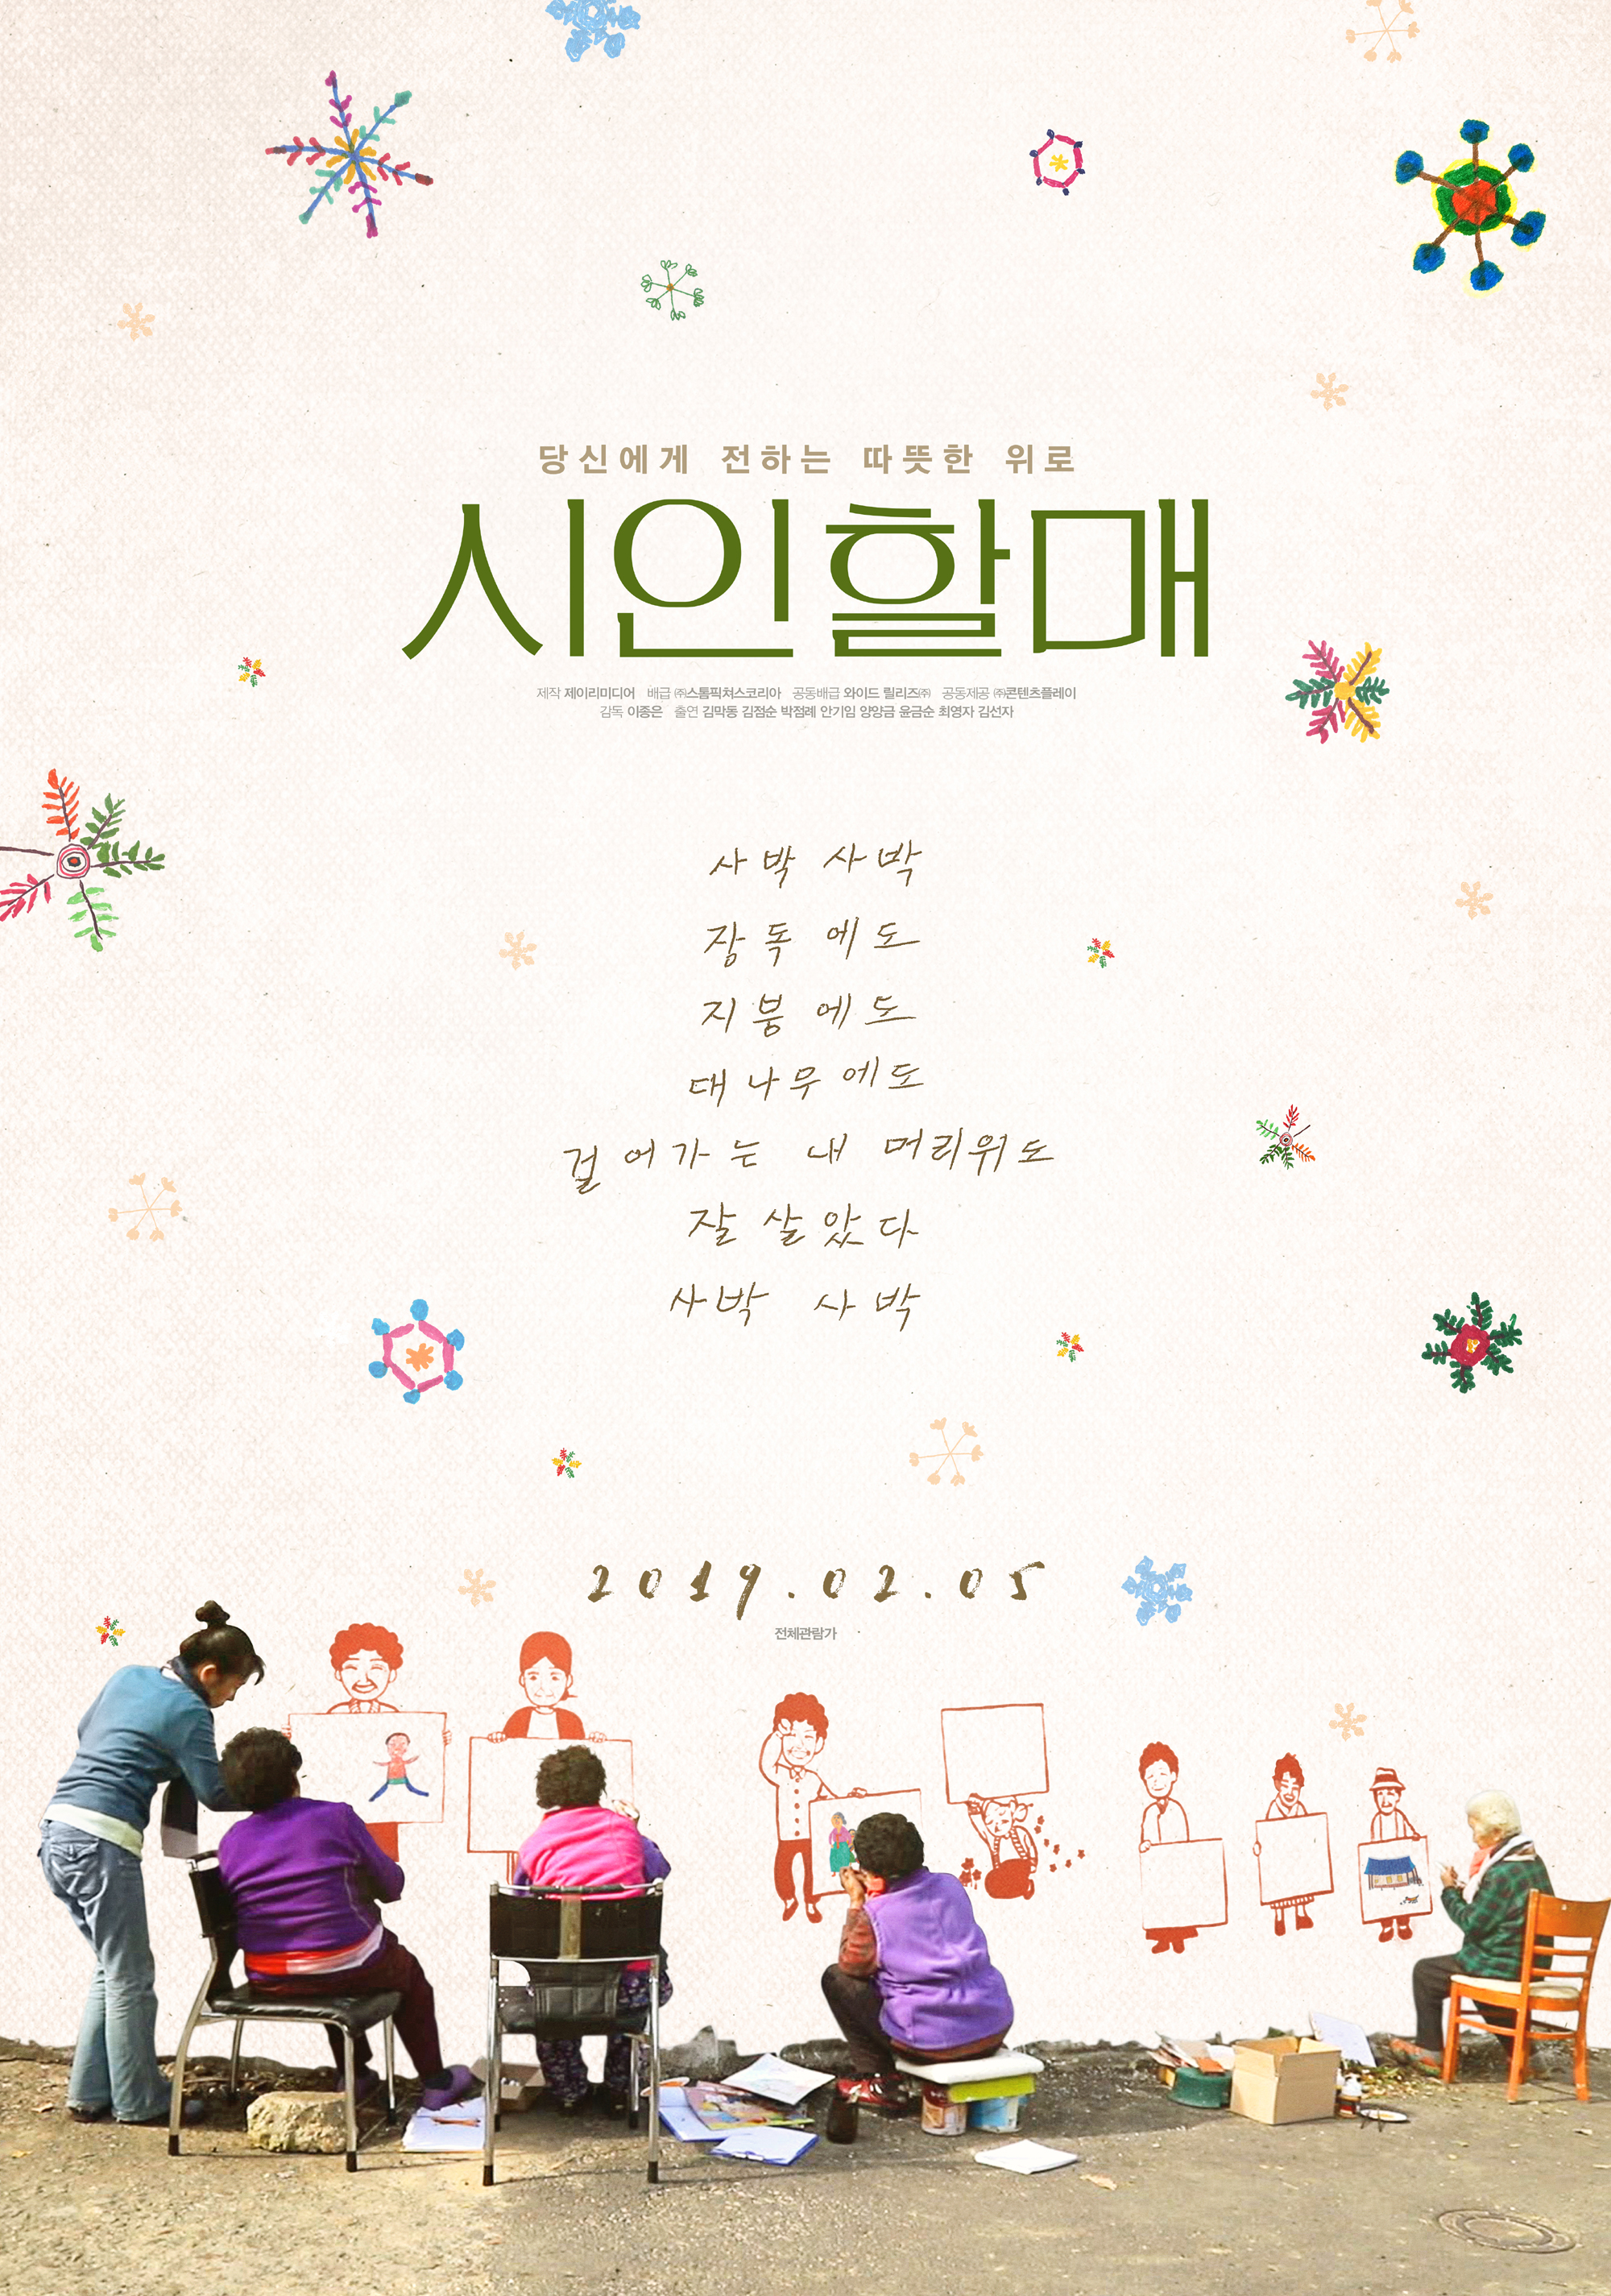 당신에게 전하는 따뜻한 위로
시인할매
제작 제이리미디어 배급 ㈜스톰픽쳐스코리아 공동배급 와이드 릴리즈㈜ 공동제공 ㈜콘텐츠플레이
감독 이종은 출연 김막동 김점순 박점례 안기임 양양금 윤금순 최영자 김선자
사박 사박
장독에도
지붕에도
대나무에도
걸어가는 내 머리위도
잘 살았다
사박 사박
2019.02.05
전체관람가